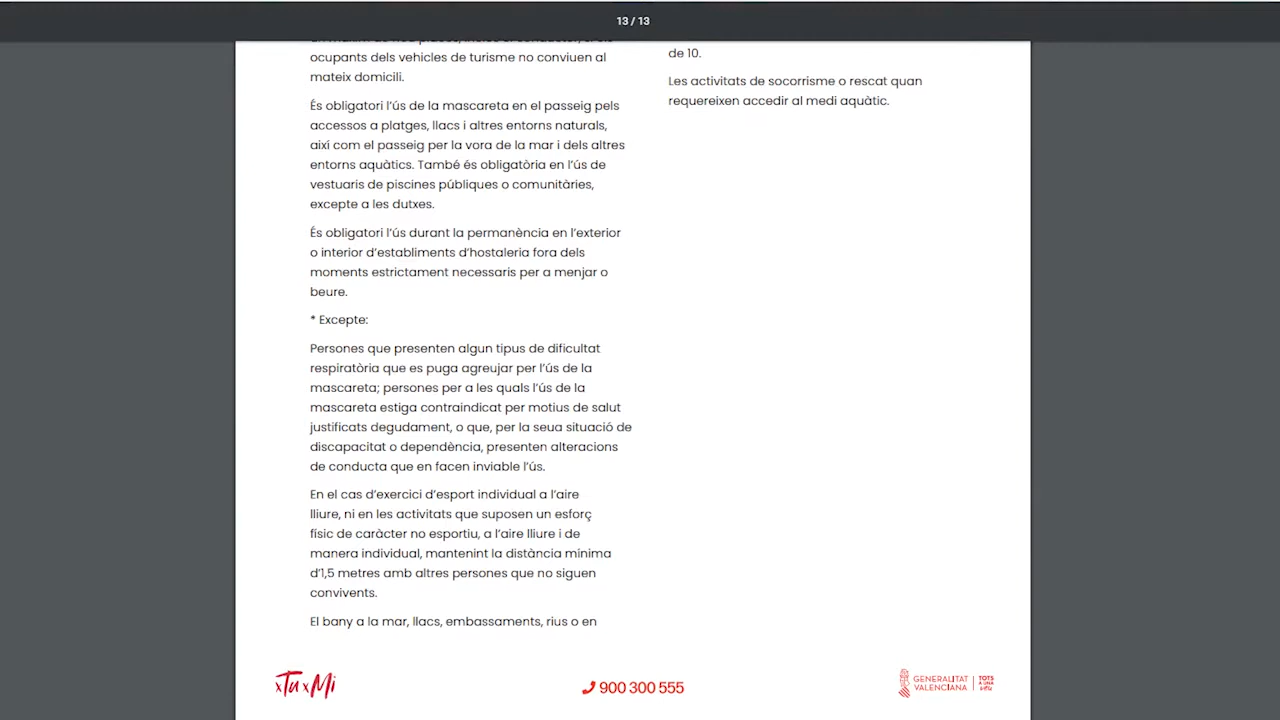 13 / 13
ocupants dels vehicles de turisme no conviuen al
mateix domicili.
És obligatori l’ús de la mascareta en el passeig pels
accessos a platges, llacs i altres entorns naturals,
així com el passeig per la vora de la mar i dels altres
entorns aquàtics. També és obligatòria en l’ús de
vestuaris de piscines públiques o comunitàries,
excepte a les dutxes.
És obligatori l’ús durant la permanència en l’exterior
o interior d’establiments d’hostaleria fora dels
moments estrictament necessaris per a menjar o
beure.
* Excepte:
Persones que presenten algun tipus de dificultat
respiratòria que es puga agreujar per l’ús de la
mascareta; persones per a les quals l’ús de la
mascareta estiga contraindicat per motius de salut
justificats degudament, o que, per la seua situació de
discapacitat o dependència, presenten alteracions
de conducta que en facen inviable l’ús.
En el cas d’exercici d’esport individual a l’aire
lliure, ni en les activitats que suposen un esforç
físic de caràcter no esportiu, a l’aire lliure i de
manera individual, mantenint la distància mínima
d’1,5 metres amb altres persones que no siguen
convivents.
El bany a la mar, llacs, embassaments, rius o en
de 10.
Les activitats de socorrisme o rescat quan
requereixen accedir al medi aquàtic.
xTu xMi
900 300 555
GENERALITAT
VALENCIANA
TOTS
A UNA
veu